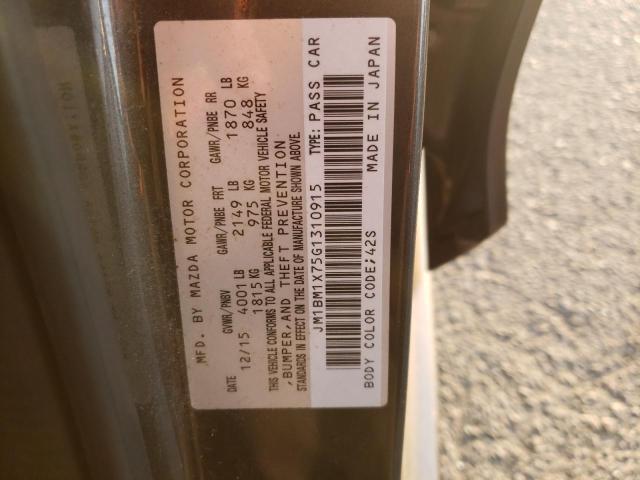 MFD. BY MAZDA MOTOR CORPORATION
DATE GVWR/PNBV GAWR/PNBE FRT GAWR/PNBE RR
12/15 4001 LB 2149 LB 1870 LB
1815 KG 975 KG 848 KG
THIS VEHICLE CONFORMS TO ALL APPLICABLE FEDERAL MOTOR VEHICLE SAFETY
,BUMPER,AND THEFT PREVENTION
STANDARDS IN EFFECT ON THE DATE OF MANUFACTURE SHOWN ABOVE.
JM1BM1X75G1310915 TYPE: PASS CAR
BODY COLOR CODE;42S MADE IN JAPAN